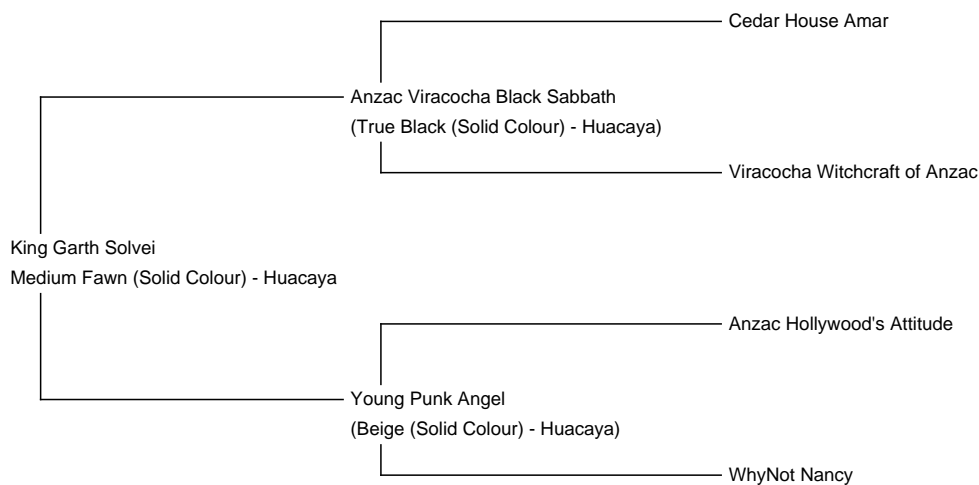 Cedar House Amar
Anzac Viracocha Black Sabbath
(True Black (Solid Colour) - Huacaya)
Viracocha Witchcraft of Anzac
King Garth Solvei
Medium Fawn (Solid Colour) - Huacaya
Anzac Hollywood's Attitude
Young Punk Angel
(Beige (Solid Colour) - Huacaya)
WhyNot Nancy